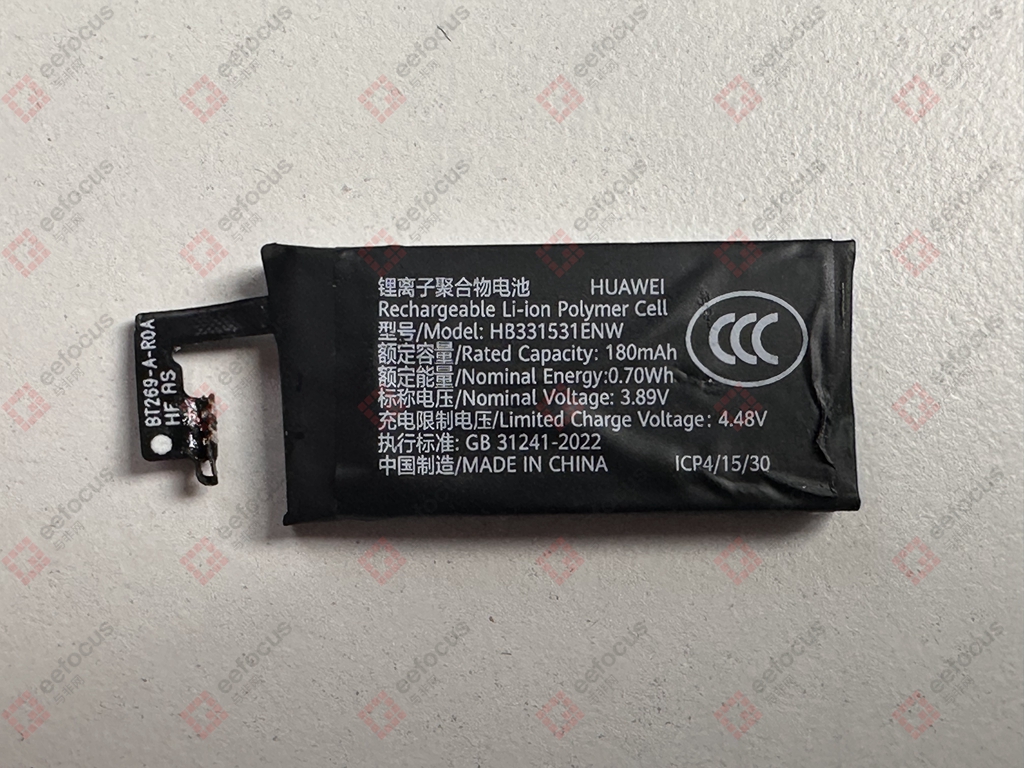 锂离子聚合物电池 HUAWEI
Rechargeable Li-ion Polymer Cell
型号/Model: HB331531ENW
额定容量/Rated Capacity: 180mAh
额定能量/Nominal Energy:0.70Wh
标称电压/Nominal Voltage: 3.89V
充电限制电压/Limited Charge Voltage: 4.48V
执行标准: GB 31241-2022
中国制造/MADE IN CHINA ICP4/15/30
CCC
BT269-A-R0A
HF AS
eefocus